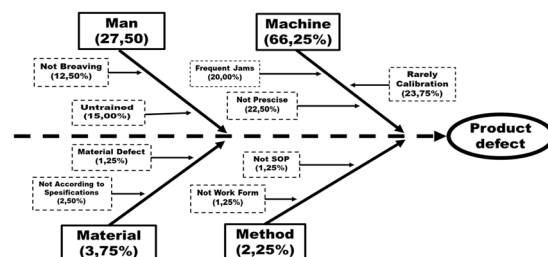 Man
(27,50)
Machine
(66,25%)
Not Breaving
(12,50%)
Frequent Jams
(20,00%)
Rarely
Calibration
(23,75%)
Untrained
(15,00%)
Not Prescise
(22,50%)
Product
defect
Material Defect
(1,25%)
Not SOP
(1,25%)
Not According to
Spesifications
(2,50%)
Not Work Form
(1,25%)
Material
(3,75%)
Method
(2,25%)